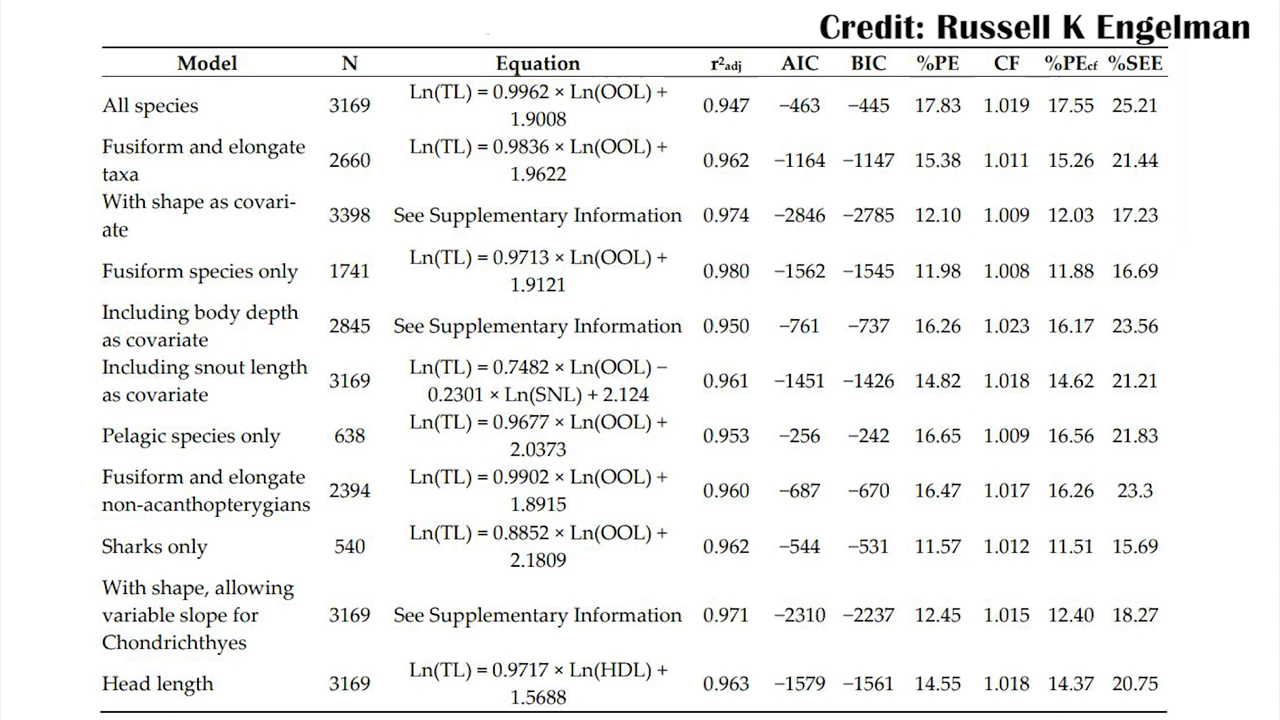 Credit: Russell K Engelman
Model N Equation r²adj AIC BIC %PE CF %PEcf %SEE
All species 3169 Ln(TL) = 0.9962 × Ln(OOL) + 0.947 −463 −445 17.83 1.019 17.55 25.21
1.9008
Fusiform and elongate 2660 Ln(TL) = 0.9836 × Ln(OOL) + 0.962 −1164 −1147 15.38 1.011 15.26 21.44
taxa 1.9622
With shape as covari- 3398 See Supplementary Information 0.974 −2846 −2785 12.10 1.009 12.03 17.23
ate
Fusiform species only 1741 Ln(TL) = 0.9713 × Ln(OOL) + 0.980 −1562 −1545 11.98 1.008 11.88 16.69
1.9121
Including body depth 2845 See Supplementary Information 0.950 −761 −737 16.26 1.023 16.17 23.56
as covariate
Including snout length 3169 Ln(TL) = 0.7482 × Ln(OOL) − 0.961 −1451 −1426 14.82 1.018 14.62 21.21
as covariate 0.2301 × Ln(SNL) + 2.124
Pelagic species only 638 Ln(TL) = 0.9677 × Ln(OOL) + 0.953 −256 −242 16.65 1.009 16.56 21.83
2.0373
Fusiform and elongate 2394 Ln(TL) = 0.9902 × Ln(OOL) + 0.960 −687 −670 16.47 1.017 16.26 23.3
non-acanthopterygians 1.8915
Sharks only 540 Ln(TL) = 0.8852 × Ln(OOL) + 0.962 −544 −531 11.57 1.012 11.51 15.69
2.1809
With shape, allowing
variable slope for 3169 See Supplementary Information 0.971 −2310 −2237 12.45 1.015 12.40 18.27
Chondrichthyes
Head length 3169 Ln(TL) = 0.9717 × Ln(HDL) + 0.963 −1579 −1561 14.55 1.018 14.37 20.75
1.5688